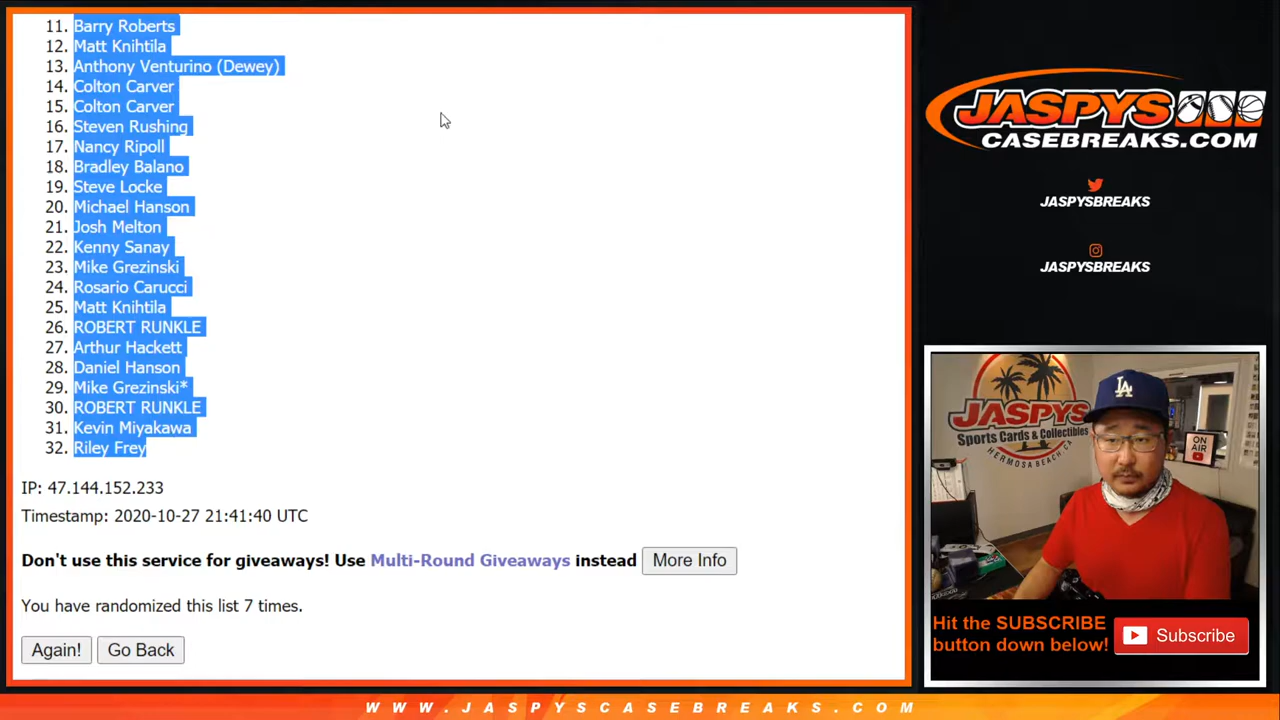 11. Barry Roberts
12. Matt Knihtila
13. Anthony Venturino (Dewey)
14. Colton Carver
15. Colton Carver
16. Steven Rushing
17. Nancy Ripoll
18. Bradley Balano
19. Steve Locke
20. Michael Hanson
21. Josh Melton
22. Kenny Sanay
23. Mike Grezinski
24. Rosario Carucci
25. Matt Knihtila
26. ROBERT RUNKLE
27. Arthur Hackett
28. Daniel Hanson
29. Mike Grezinski*
30. ROBERT RUNKLE
31. Kevin Miyakawa
32. Riley Frey
IP: 47.144.152.233
Timestamp: 2020-10-27 21:41:40 UTC
Don't use this service for giveaways! Use Multi-Round Giveaways instead More Info
You have randomized this list 7 times.
Again! Go Back
JASPYS
CASEBREAKS.COM
JASPYSBREAKS
JASPYSBREAKS
JASPYS
Sports Cards & Collectibles
HERMOSA BEACH, CA
LA
ON
AIR
Hit the SUBSCRIBE
button down below!
Subscribe
WWW.JASPYSCASEBREAKS.COM